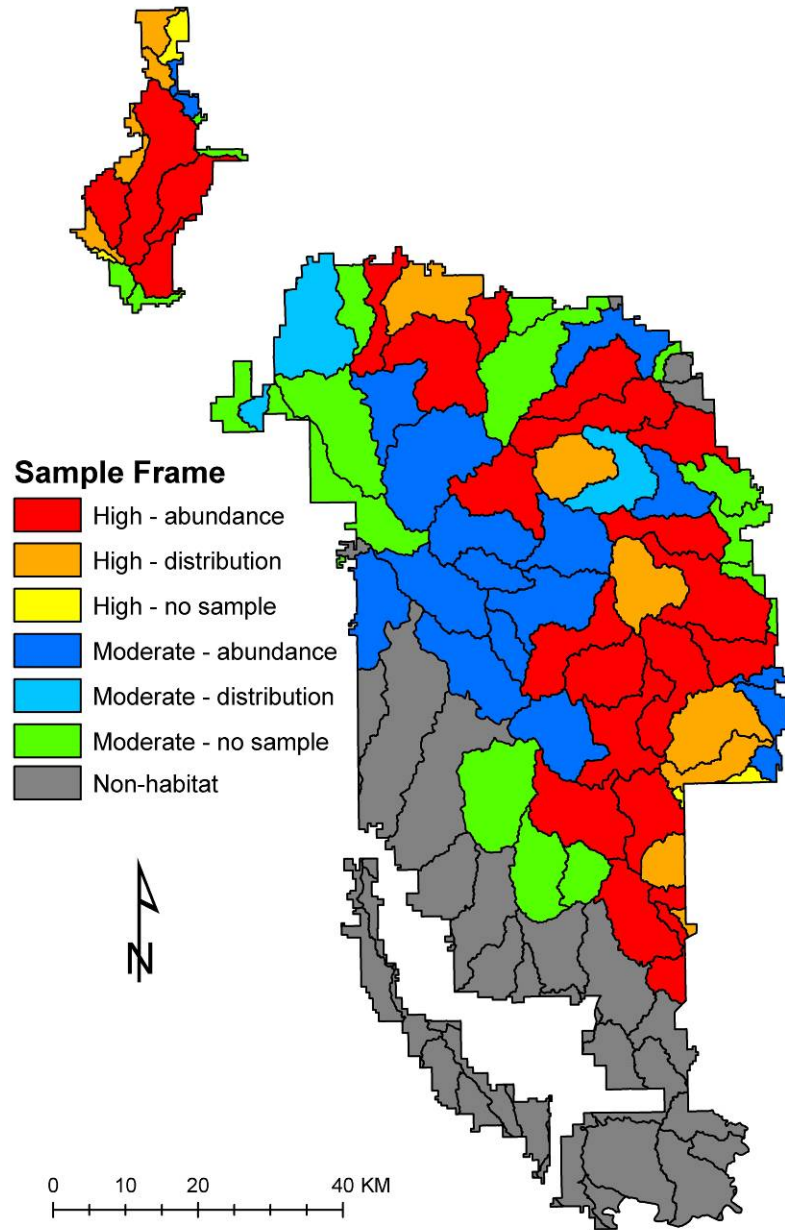 Sample Frame
High - abundance
High - distribution
High - no sample
Moderate - abundance
Moderate - distribution
Moderate - no sample
Non-habitat
N
0 10 20 40 KM